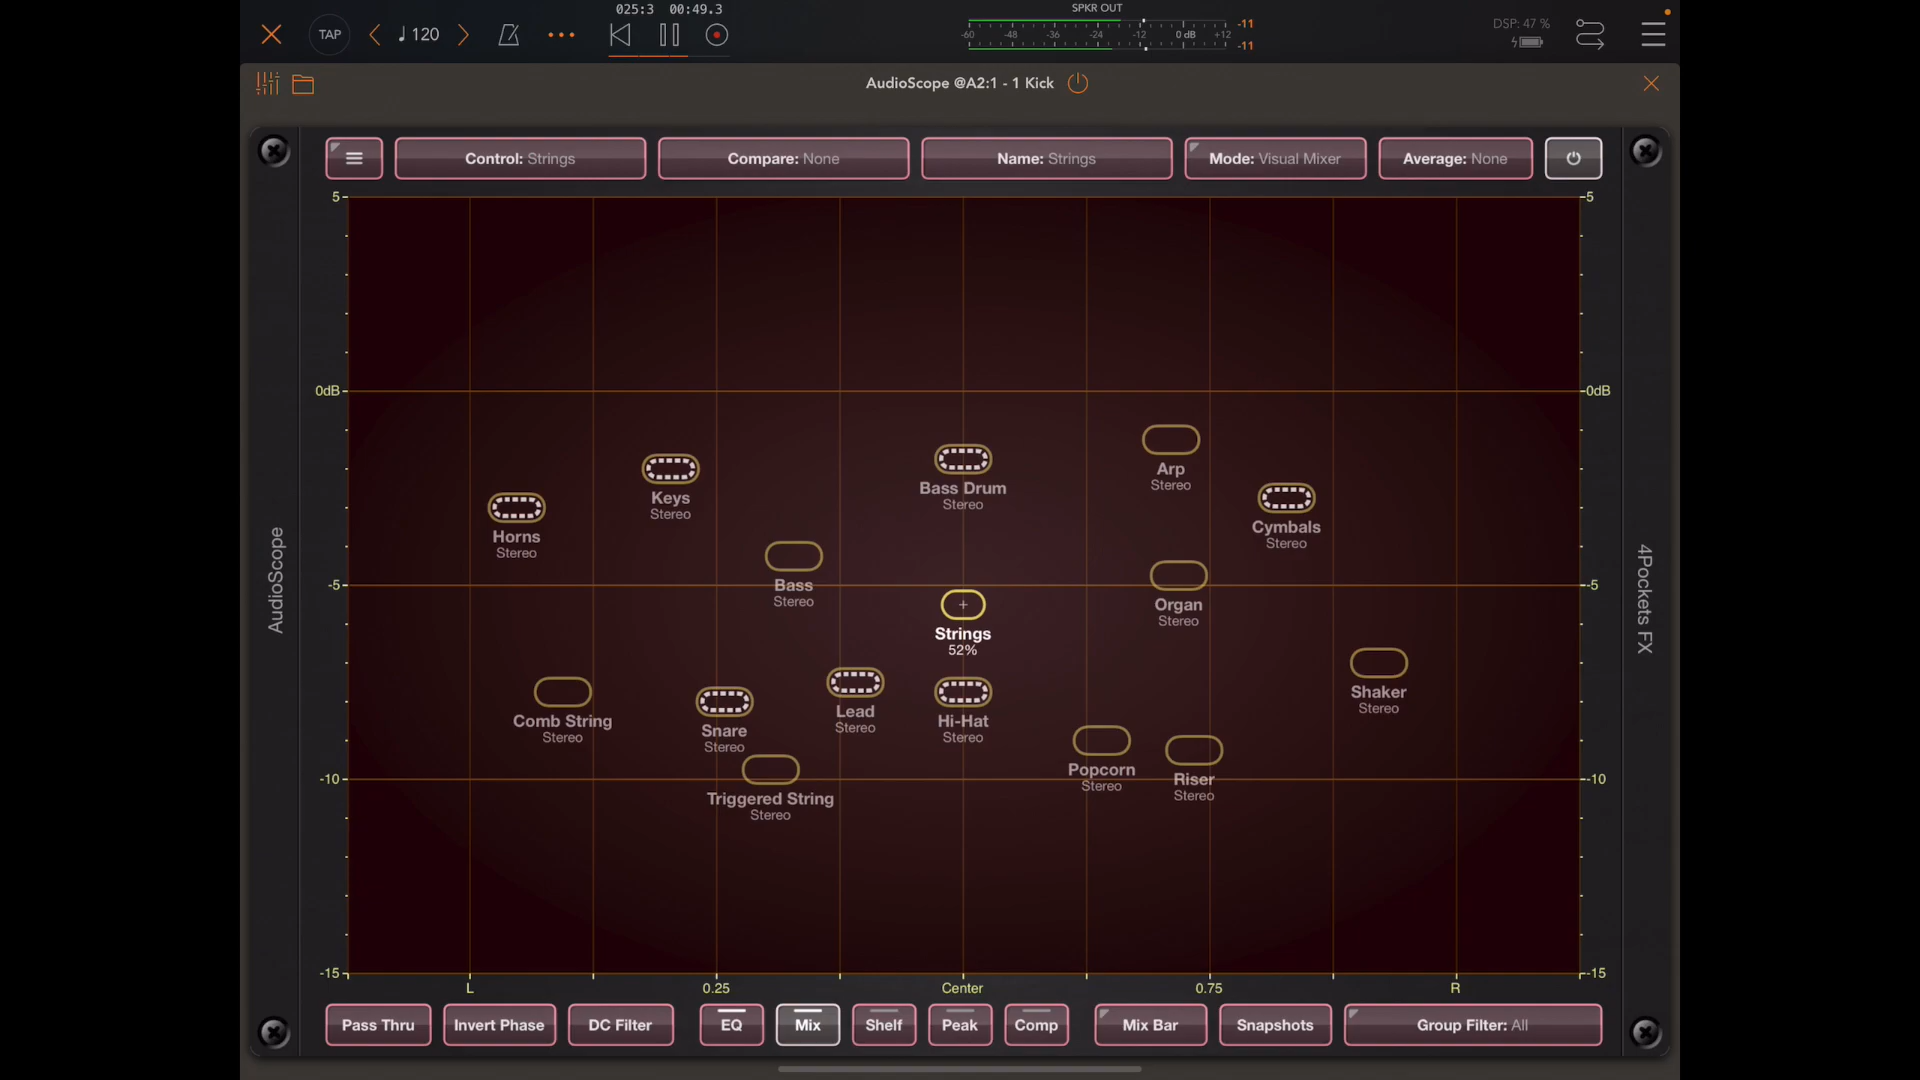 025:3 00:49.3
SPKR OUT
TAP
♩120
-60 -48 -36 -24 -12 0 dB +12
-11
-11
DSP: 47 %
AudioScope @A2:1 - 1 Kick
Control: Strings
Compare: None
Name: Strings
Mode: Visual Mixer
Average: None
5
5
0dB
0dB
Arp
Stereo
Keys
Stereo
Bass Drum
Stereo
Cymbals
Stereo
Horns
Stereo
-5
-5
Bass
Stereo
Organ
Stereo
Strings
52%
AudioScope
4Pockets FX
Shaker
Stereo
Comb String
Stereo
Snare
Stereo
Lead
Stereo
Hi-Hat
Stereo
Popcorn
Stereo
Riser
Stereo
-10
-10
Triggered String
Stereo
-15
-15
L 0.25 Center 0.75 R
Pass Thru
Invert Phase
DC Filter
EQ
Mix
Shelf
Peak
Comp
Mix Bar
Snapshots
Group Filter: All